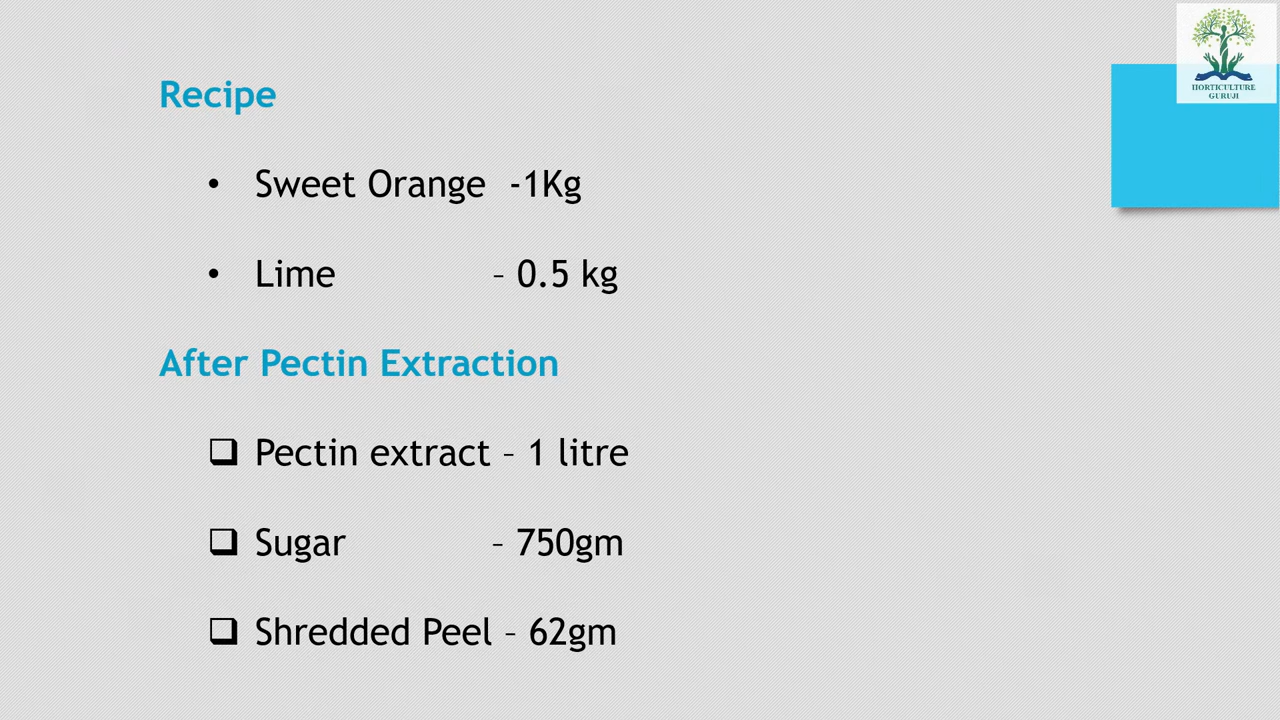 HORTICULTURE
GURUJI
Recipe
• Sweet Orange -1Kg
• Lime – 0.5 kg
After Pectin Extraction
❑ Pectin extract – 1 litre
❑ Sugar – 750gm
❑ Shredded Peel – 62gm